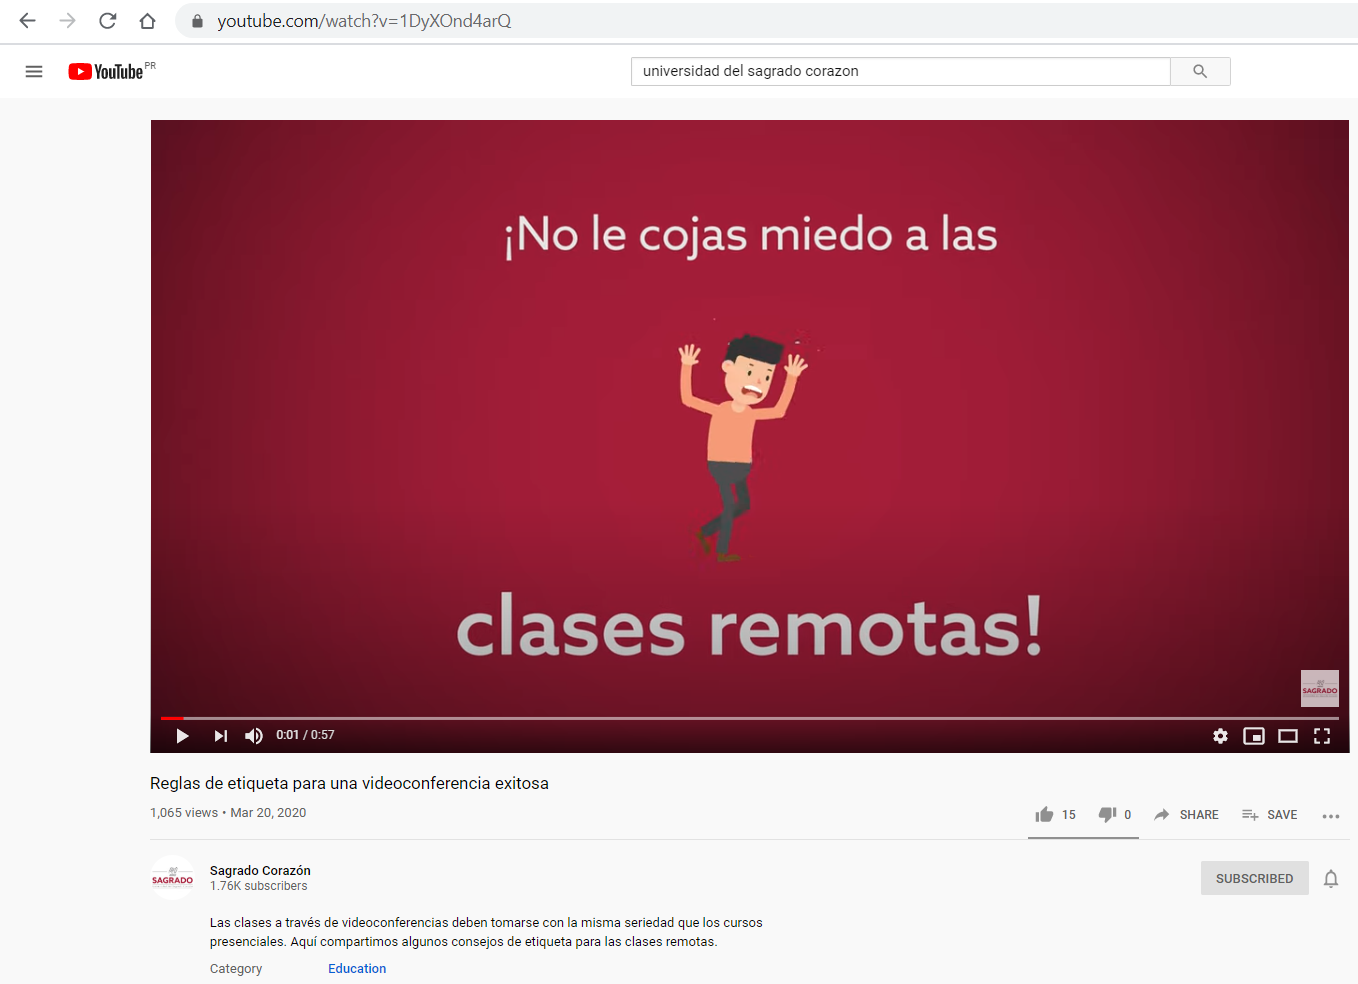 youtube.com/watch?v=1DyXOnd4arQ
YouTube PR
universidad del sagrado corazon
¡No le cojas miedo a las
clases remotas!
SAGRADO
0:01 / 0:57
Reglas de etiqueta para una videoconferencia exitosa
1,065 views • Mar 20, 2020
15 0 SHARE SAVE
SAGRADO
Sagrado Corazón
1.76K subscribers
SUBSCRIBED
Las clases a través de videoconferencias deben tomarse con la misma seriedad que los cursos
presenciales. Aquí compartimos algunos consejos de etiqueta para las clases remotas.
Category Education